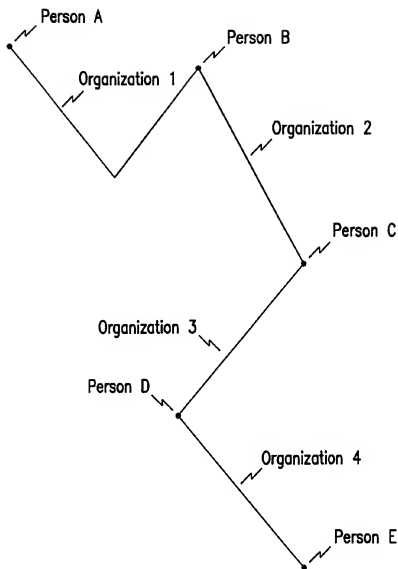 Person A
Person B
Organization 1
Organization 2
Person C
Organization 3
Person D
Organization 4
Person E